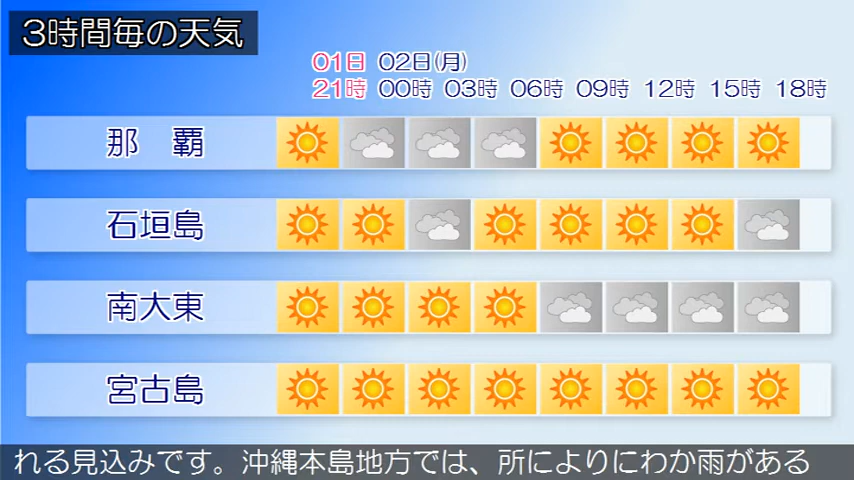 3時間毎の天気
01日 02日(月)
21時 00時 03時 06時 09時 12時 15時 18時
那　覇
石垣島
南大東
宮古島
れる見込みです。沖縄本島地方では、所によりにわか雨がある